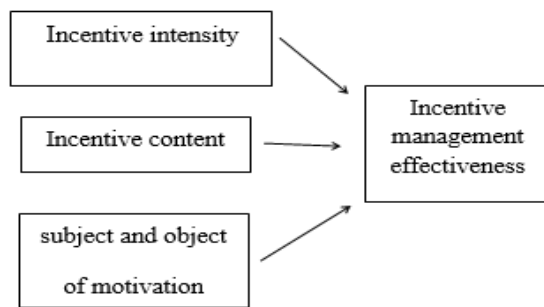 Incentive intensity
Incentive content
subject and object
of motivation
Incentive
management
effectiveness